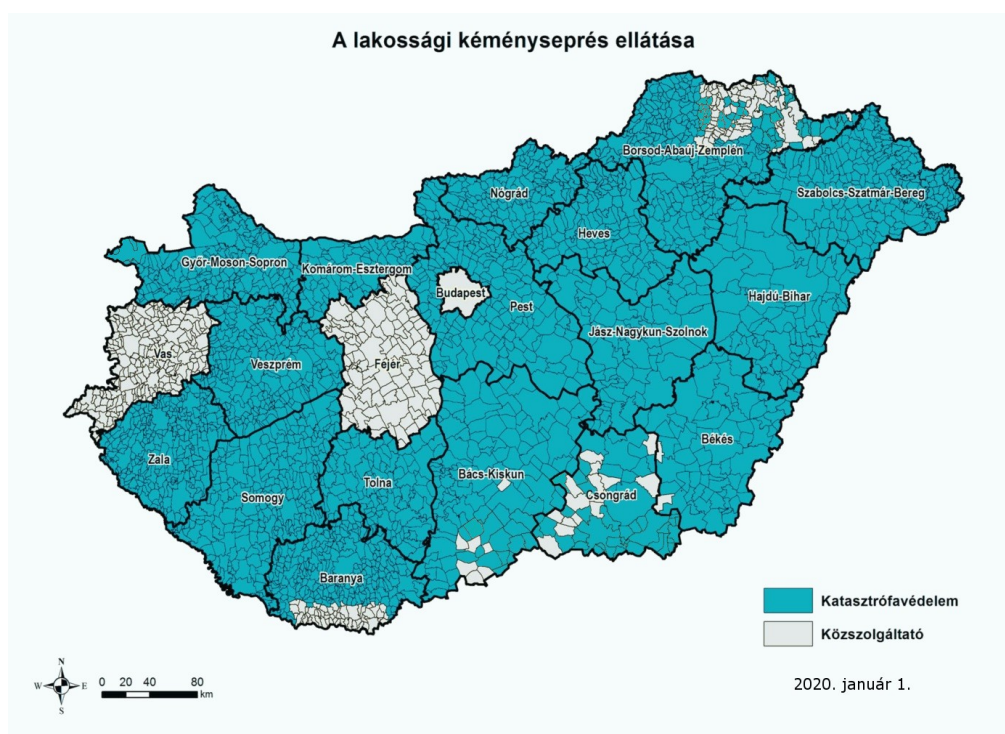 A lakossági kéményseprés ellátása
Borsod-Abaúj-Zemplén
Szabolcs-Szatmár-Bereg
Nógrád
Heves
Győr-Moson-Sopron
Komárom-Esztergom
Budapest
Pest
Hajdú-Bihar
Jász-Nagykun-Szolnok
Vas
Veszprém
Fejér
Zala
Somogy
Tolna
Bács-Kiskun
Csongrád
Békés
Baranya
Katasztrófavédelem
Közszolgáltató
2020. január 1.
N
W E
S
0 20 40 80
km